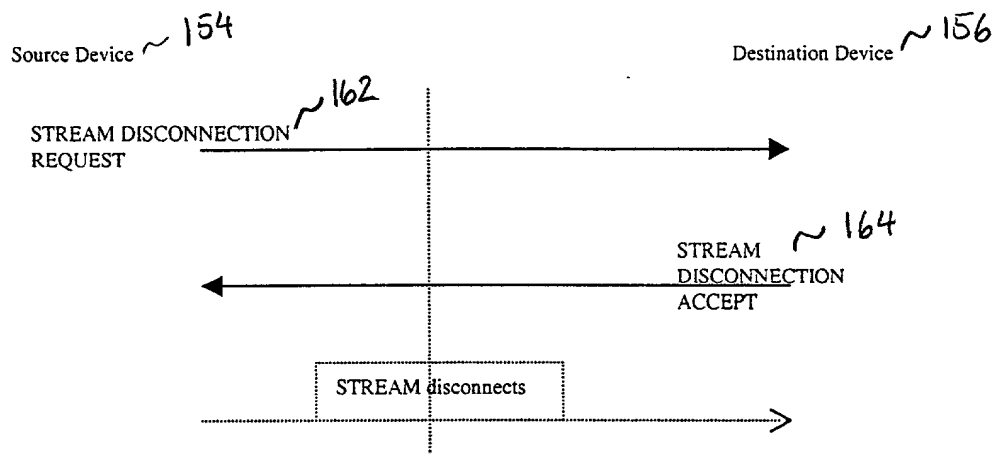 Source Device ~ 154
Destination Device ~ 156
~ 162
STREAM DISCONNECTION
REQUEST
~ 164
STREAM
DISCONNECTION
ACCEPT
STREAM disconnects